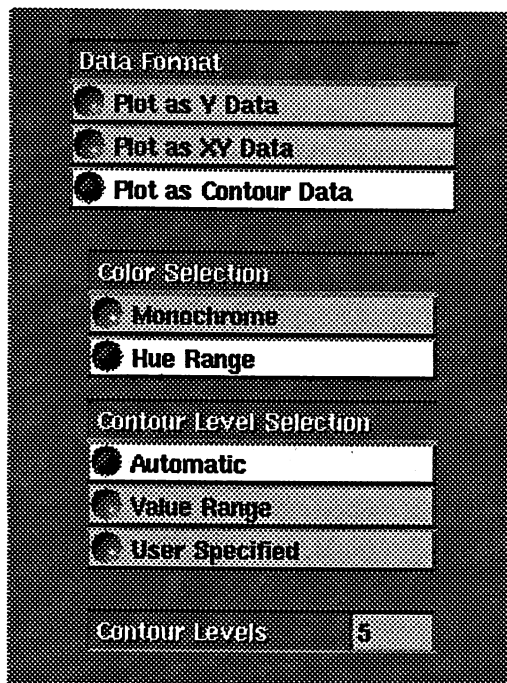 Data Format
Plot as Y Data
Plot as XY Data
Plot as Contour Data
Color Selection
Monochrome
Hue Range
Contour Level Selection
Automatic
Value Range
User Specified
Contour Levels 5